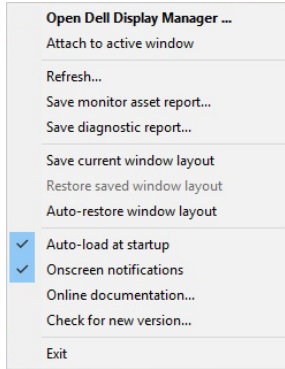 Open Dell Display Manager ...
Attach to active window
Refresh...
Save monitor asset report...
Save diagnostic report...
Save current window layout
Restore saved window layout
Auto-restore window layout
Auto-load at startup
Onscreen notifications
Online documentation...
Check for new version...
Exit